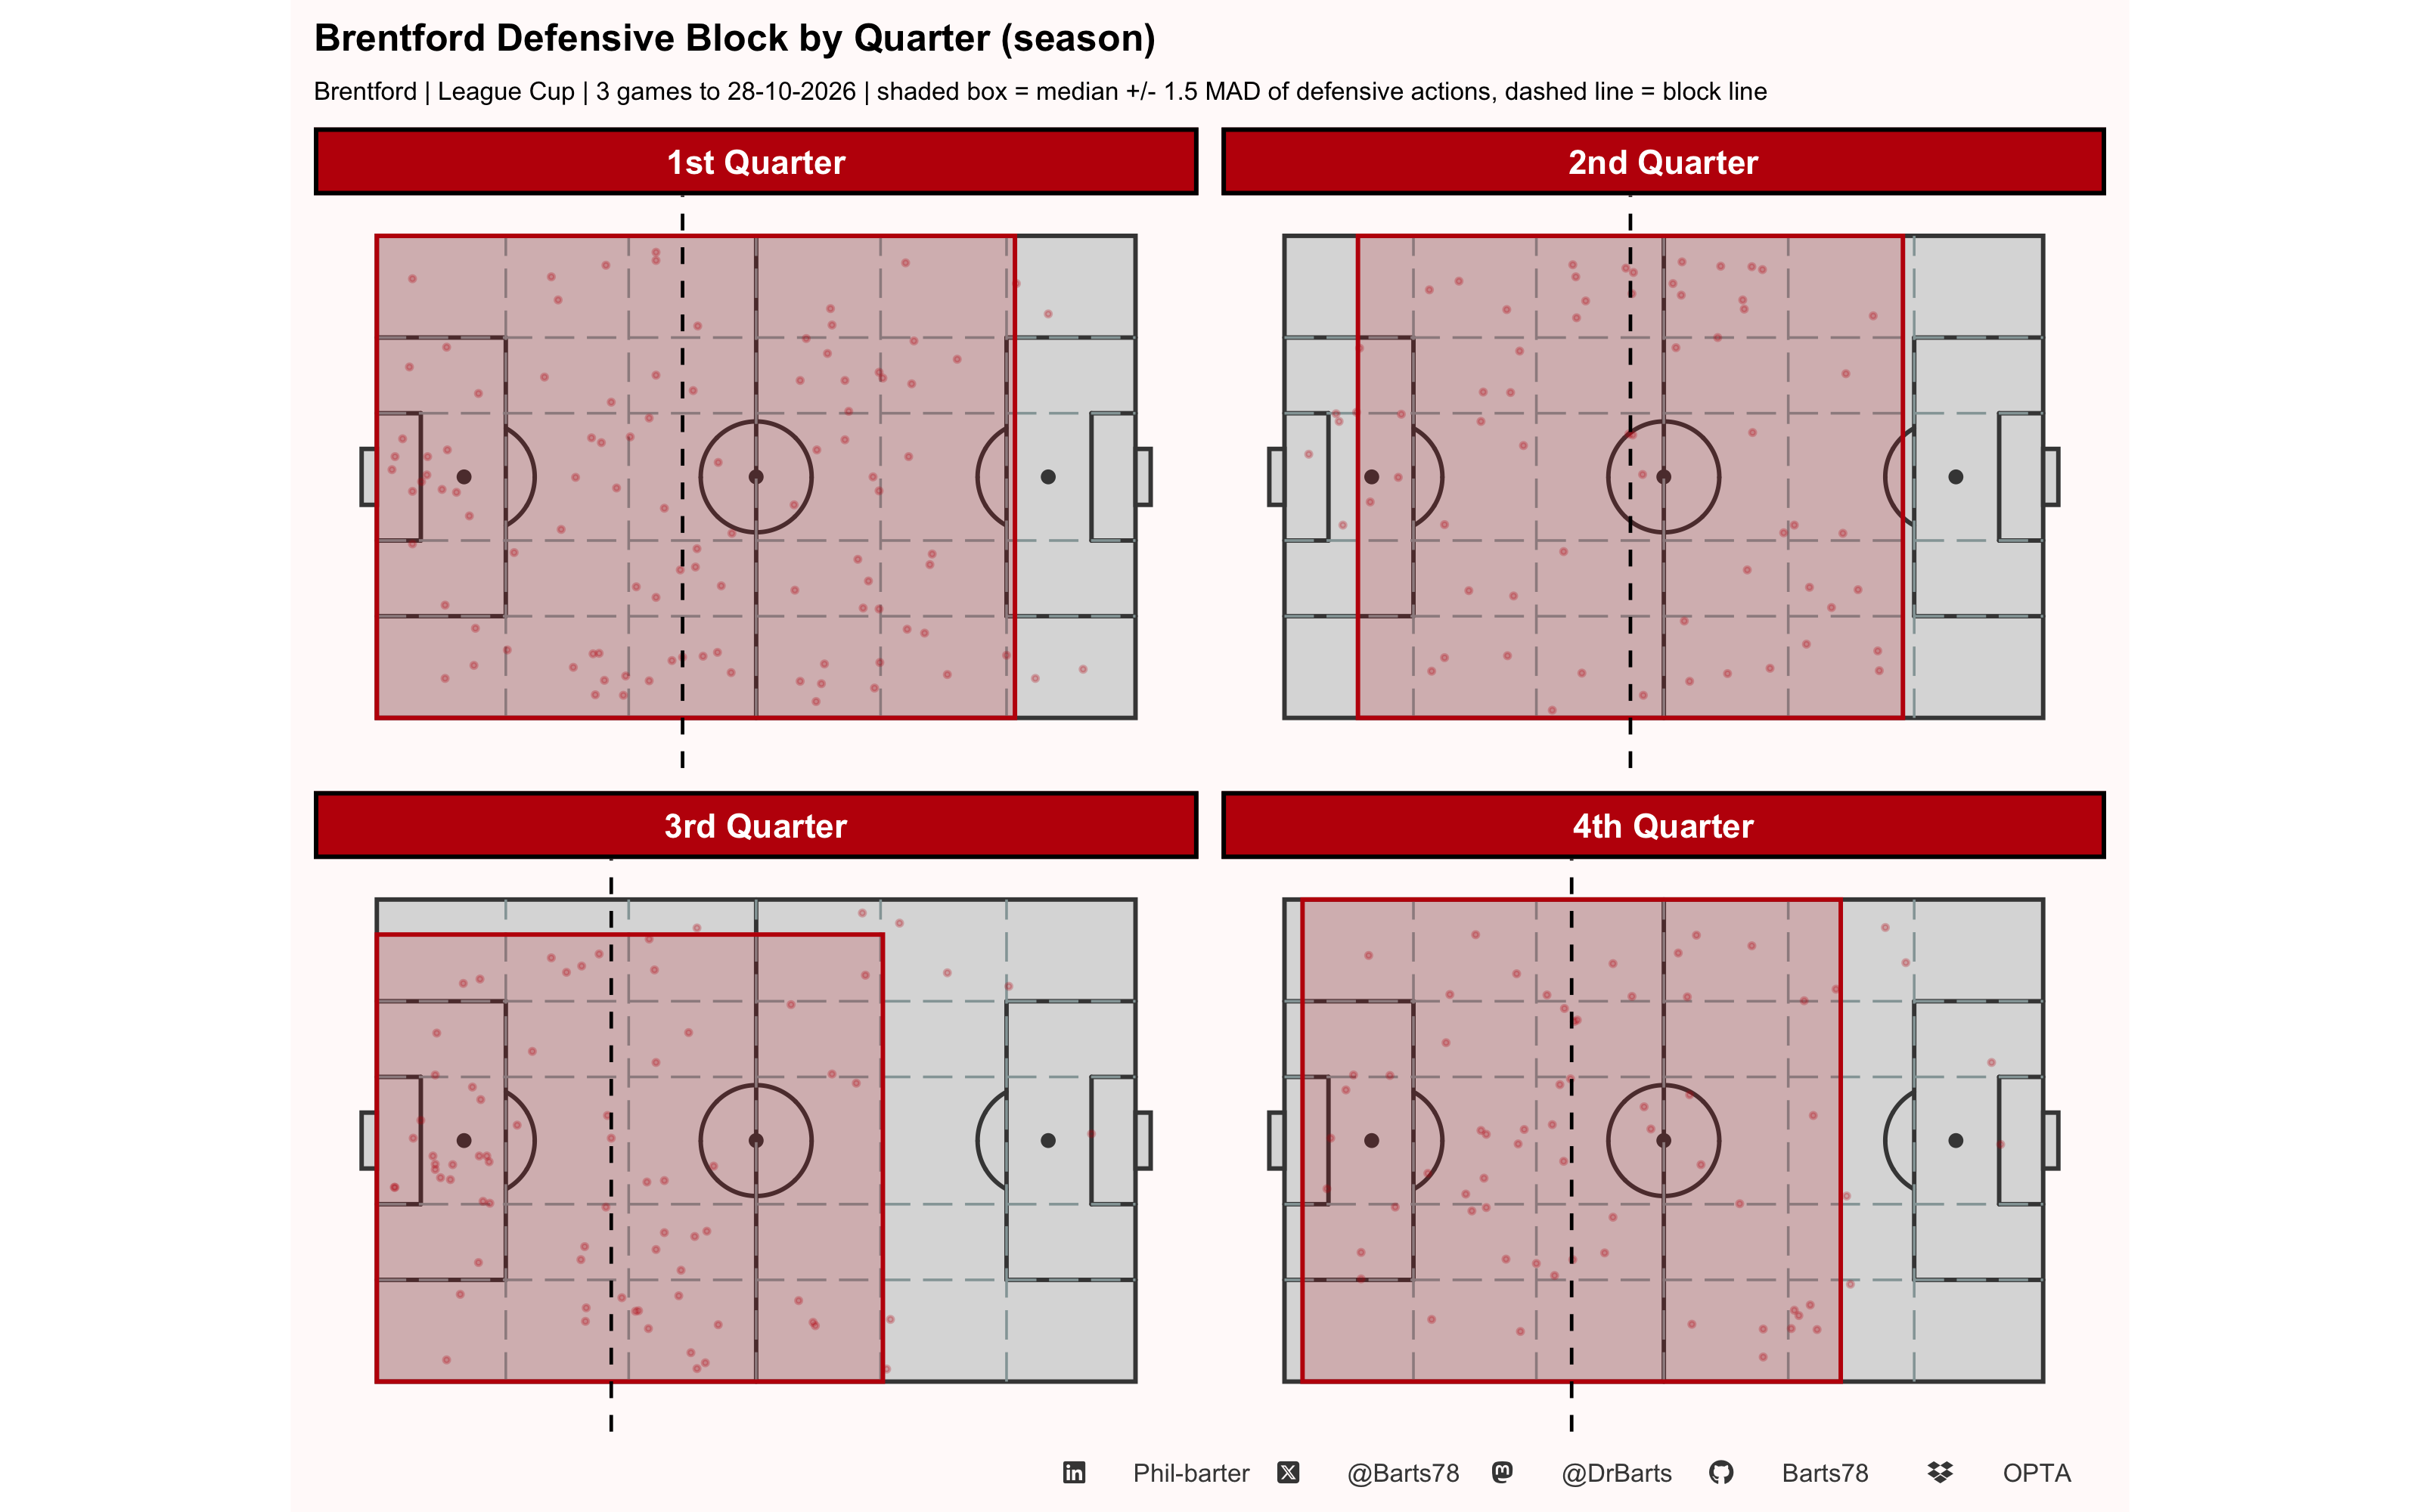 Brentford Defensive Block by Quarter (season)
Brentford | League Cup | 3 games to 28-10-2026 | shaded box = median +/- 1.5 MAD of defensive actions, dashed line = block line
1st Quarter
2nd Quarter
3rd Quarter
4th Quarter
Phil-barter @Barts78 @DrBarts Barts78 OPTA